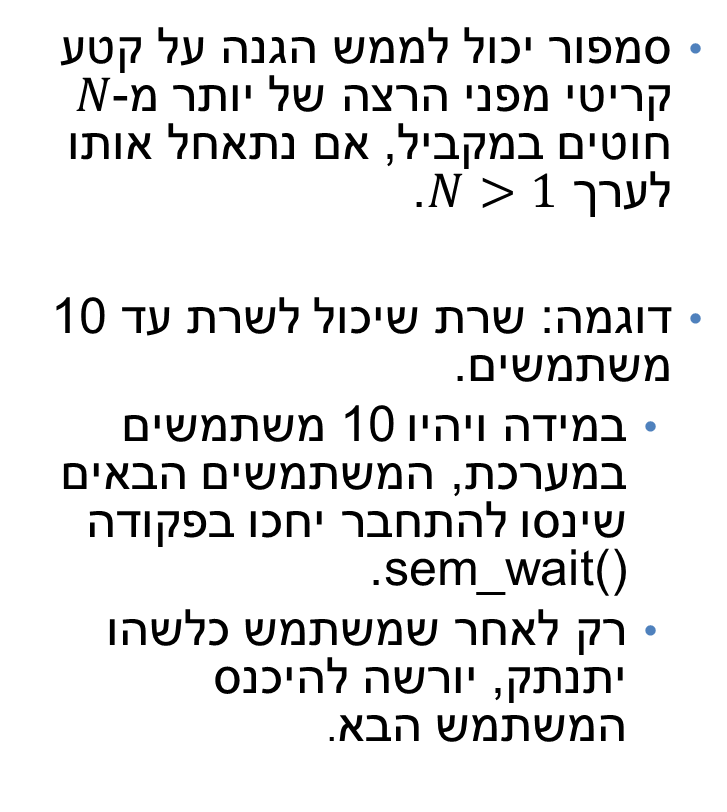 • סמפור יכול לממש הגנה על קטע
קריטי מפני הרצה של יותר מ-N
חוטים במקביל, אם נתאחל אותו
לערך N > 1.
• דוגמה: שרת שיכול לשרת עד 10
משתמשים.
• במידה ויהיו 10 משתמשים
במערכת, המשתמשים הבאים
שינסו להתחבר יחכו בפקודה
sem_wait().
• רק לאחר שמשתמש כלשהו
יתנתק, יורשה להיכנס
המשתמש הבא.